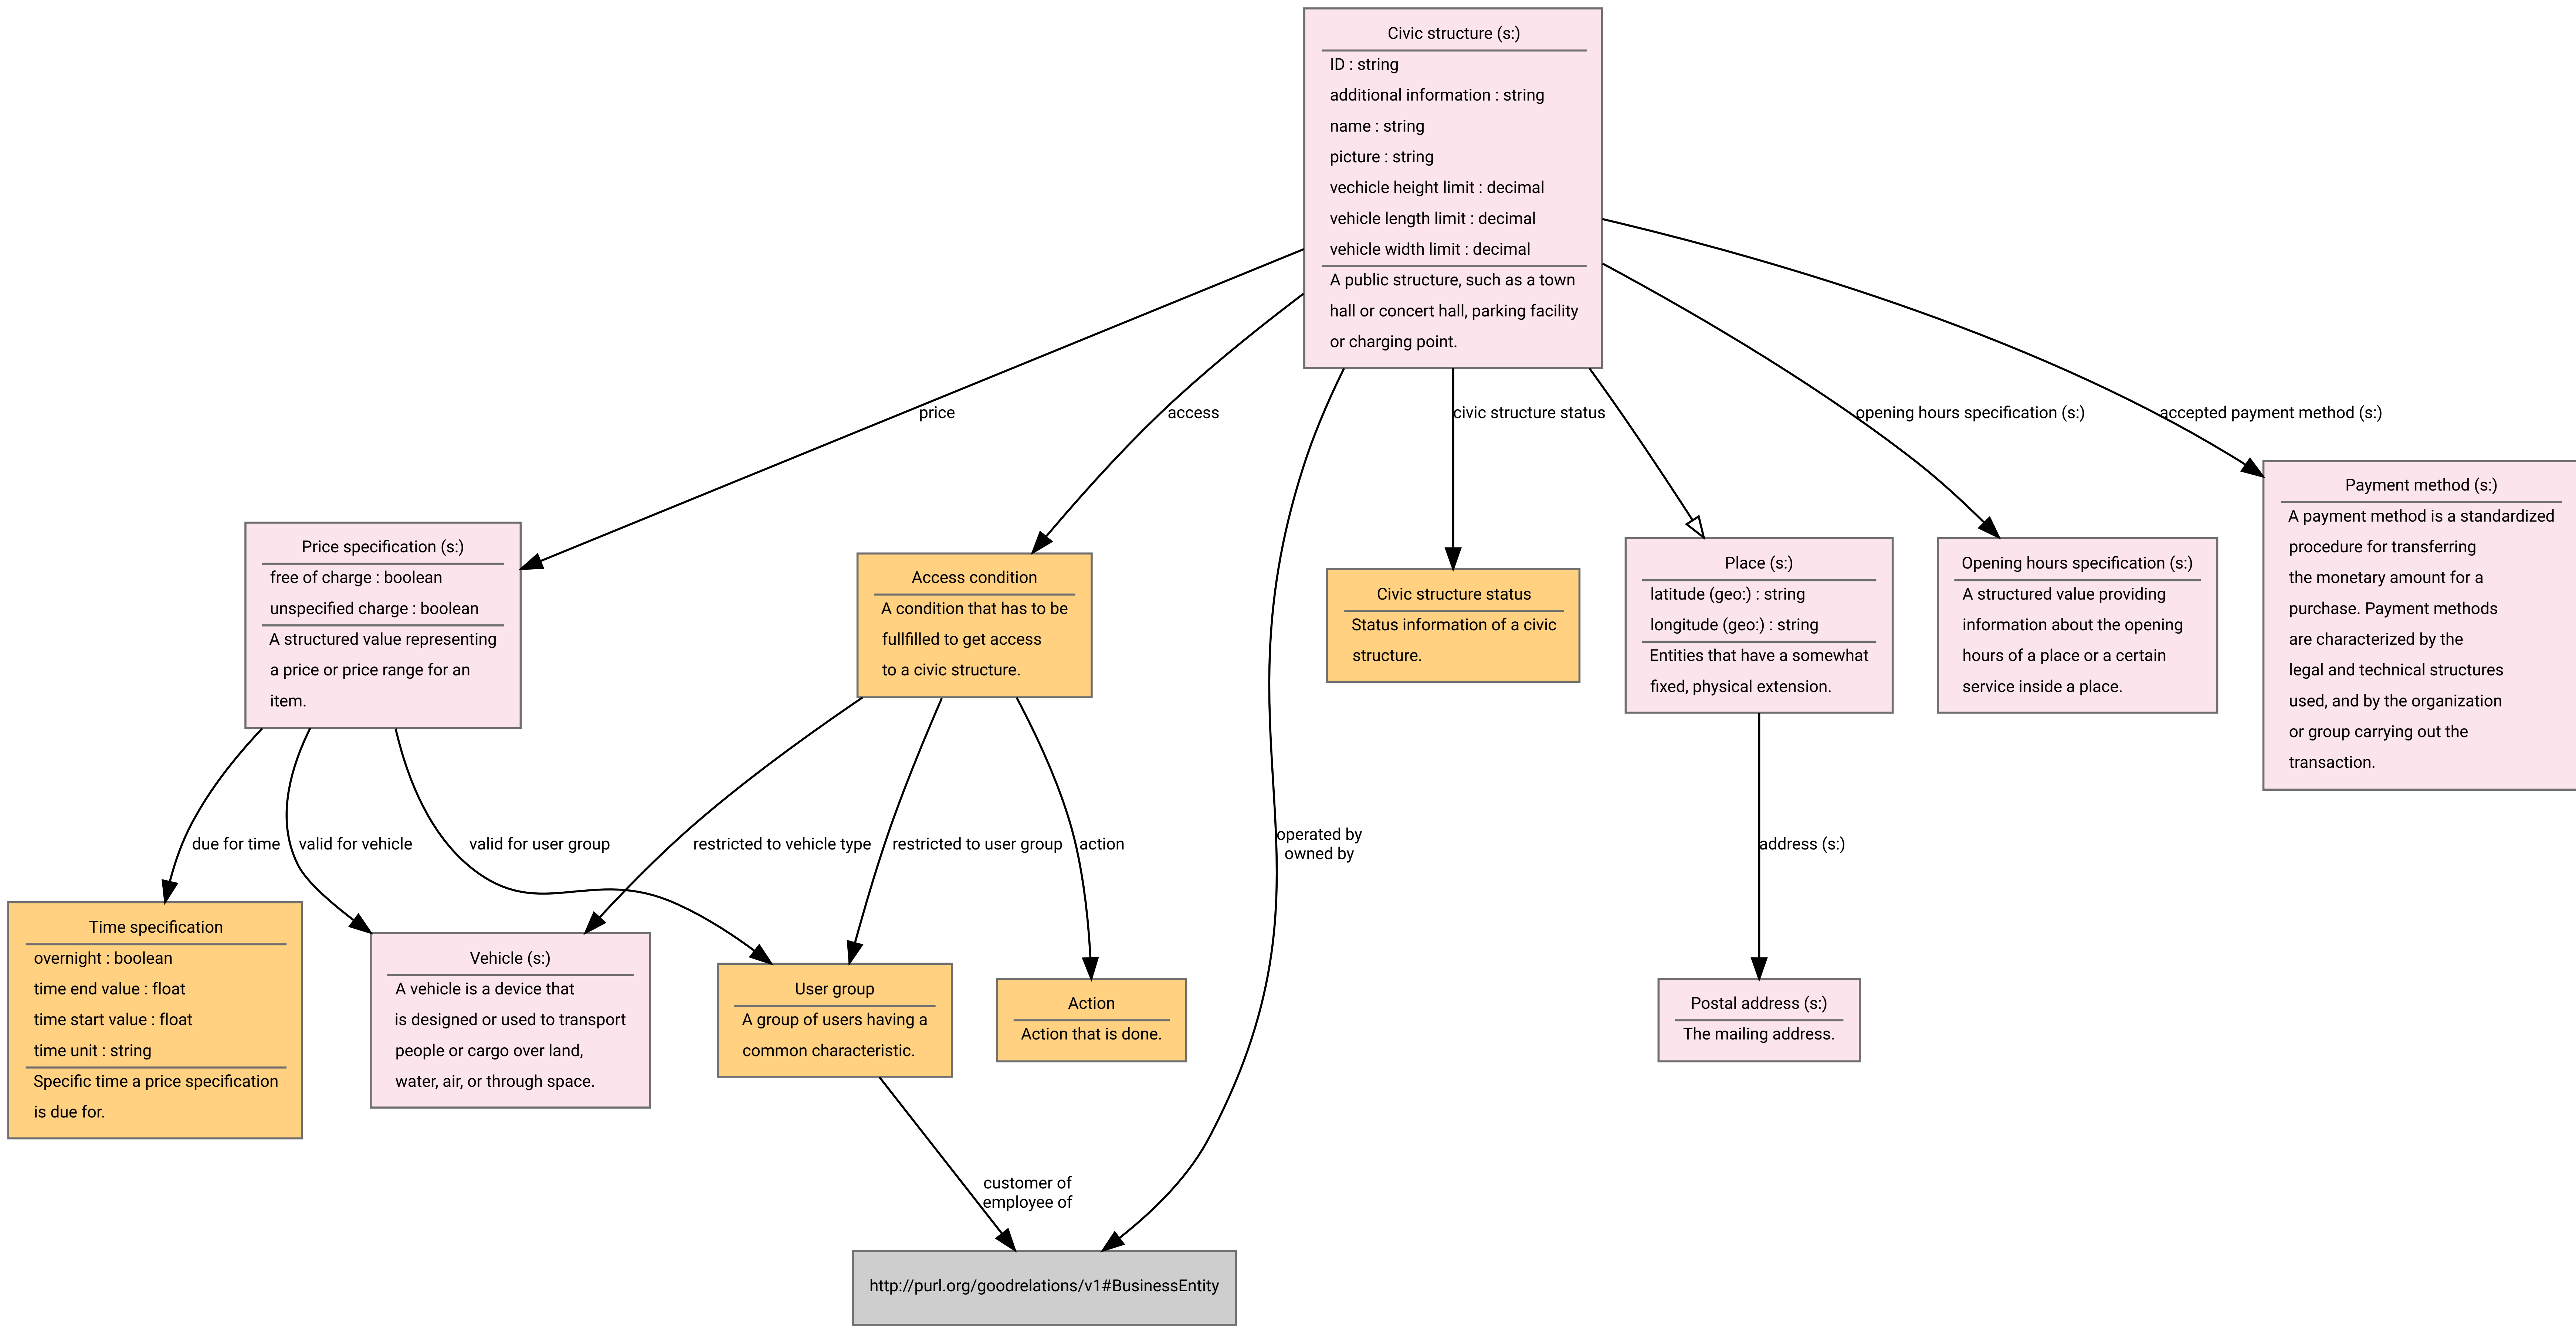 Civic structure (s:)
ID : string
additional information : string
name : string
picture : string
vechicle height limit : decimal
vehicle length limit : decimal
vehicle width limit : decimal
A public structure, such as a town
hall or concert hall, parking facility
or charging point.
price
access
civic structure status
opening hours specification (s:)
accepted payment method (s:)
Price specification (s:)
free of charge : boolean
unspecified charge : boolean
A structured value representing
a price or price range for an
item.
Access condition
A condition that has to be
fullfilled to get access
to a civic structure.
Civic structure status
Status information of a civic
structure.
Place (s:)
latitude (geo:) : string
longitude (geo:) : string
Entities that have a somewhat
fixed, physical extension.
Opening hours specification (s:)
A structured value providing
information about the opening
hours of a place or a certain
service inside a place.
Payment method (s:)
A payment method is a standardized
procedure for transferring
the monetary amount for a
purchase. Payment methods
are characterized by the
legal and technical structures
used, and by the organization
or group carrying out the
transaction.
due for time
valid for vehicle
valid for user group
restricted to vehicle type
restricted to user group
action
operated by
owned by
address (s:)
Time specification
overnight : boolean
time end value : float
time start value : float
time unit : string
Specific time a price specification
is due for.
Vehicle (s:)
A vehicle is a device that
is designed or used to transport
people or cargo over land,
water, air, or through space.
User group
A group of users having a
common characteristic.
Action
Action that is done.
Postal address (s:)
The mailing address.
customer of
employee of
http://purl.org/goodrelations/v1#BusinessEntity